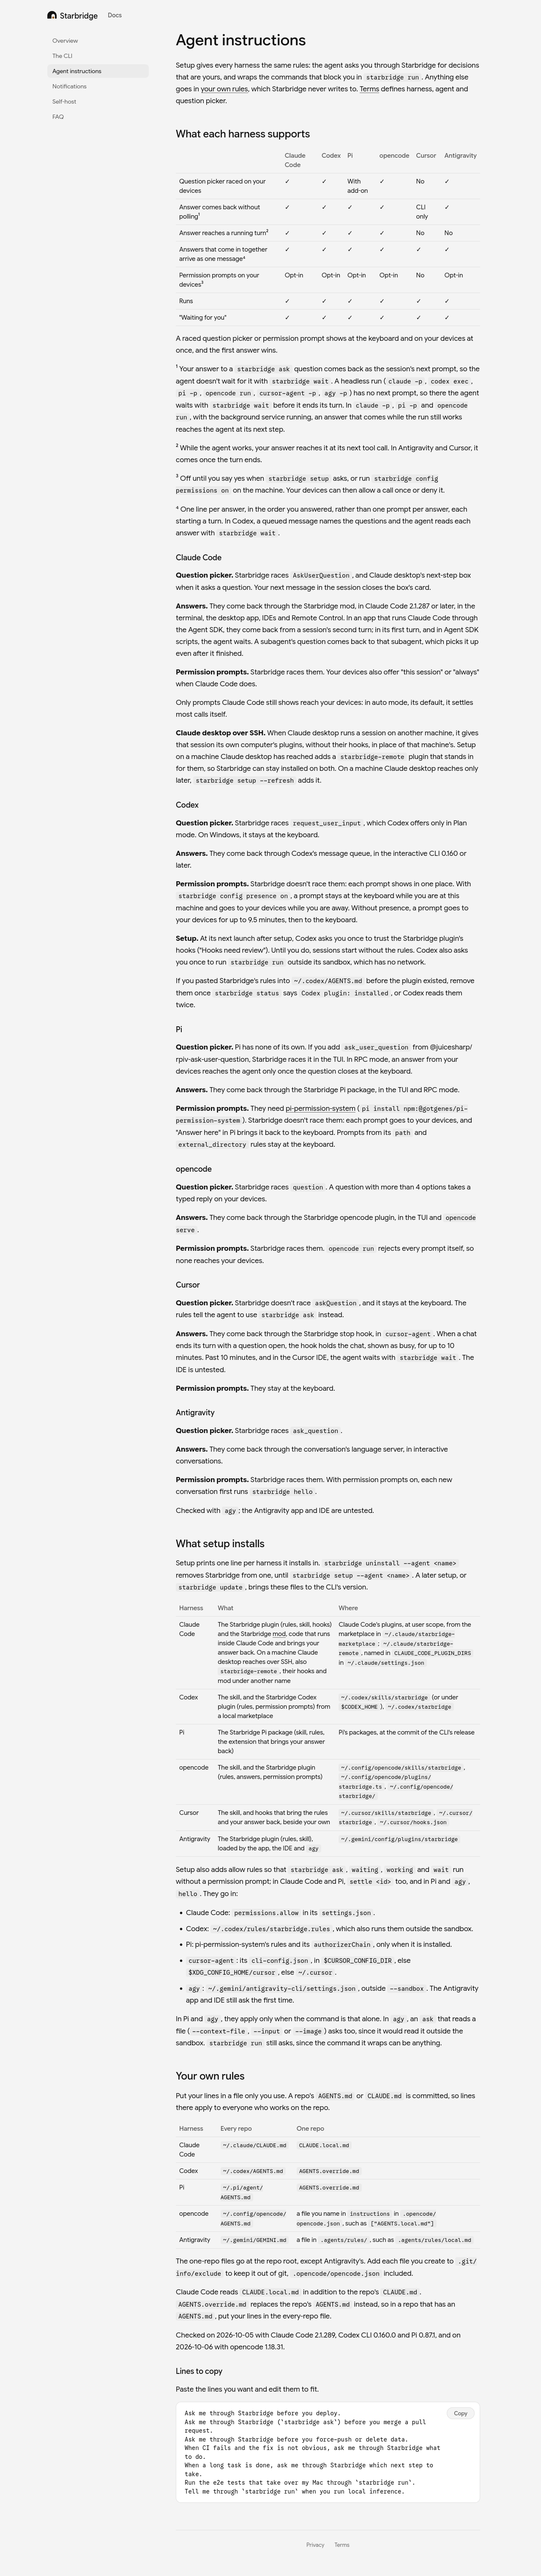 Starbridge Docs
Overview
The CLI
Agent instructions
Notifications
Self-host
FAQ
Agent instructions
Setup gives every harness the same rules: the agent asks you through Starbridge for decisions
that are yours, and wraps the commands that block you in starbridge run. Anything else
goes in your own rules, which Starbridge never writes to. Terms defines harness, agent and
question picker.
What each harness supports
Claude Code Codex Pi opencode Cursor Antigravity
Question picker raced on your devices ✓ ✓ With add-on ✓ No ✓
Answer comes back without polling¹ ✓ ✓ ✓ ✓ CLI only ✓
Answer reaches a running turn² ✓ ✓ ✓ ✓ No No
Answers that come in together arrive as one message⁴ ✓ ✓ ✓ ✓ ✓ ✓
Permission prompts on your devices³ Opt-in Opt-in Opt-in Opt-in No Opt-in
Runs ✓ ✓ ✓ ✓ ✓ ✓
"Waiting for you" ✓ ✓ ✓ ✓ ✓ ✓
A raced question picker or permission prompt shows at the keyboard and on your devices at
once, and the first answer wins.
¹ Your answer to a starbridge ask question comes back as the session's next prompt, so the
agent doesn't wait for it with starbridge wait. A headless run (claude -p, codex exec,
pi -p, opencode run, cursor-agent -p, agy -p) has no next prompt, so there the agent
waits with starbridge wait before it ends its turn. In claude -p, pi -p and opencode
run, with the background service running, an answer that comes while the run still works
reaches the agent at its next step.
² While the agent works, your answer reaches it at its next tool call. In Antigravity and Cursor, it
comes once the turn ends.
³ Off until you say yes when starbridge setup asks, or run starbridge config
permissions on on the machine. Your devices can then allow a call once or deny it.
⁴ One line per answer, in the order you answered, rather than one prompt per answer, each
starting a turn. In Codex, a queued message names the questions and the agent reads each
answer with starbridge wait.
Claude Code
Question picker. Starbridge races AskUserQuestion, and Claude desktop's next-step box
when it asks a question. Your next message in the session closes the box's card.
Answers. They come back through the Starbridge mod, in Claude Code 2.1.287 or later, in the
terminal, the desktop app, IDEs and Remote Control. In an app that runs Claude Code through
the Agent SDK, they come back from a session's second turn; in its first turn, and in Agent SDK
scripts, the agent waits. A subagent's question comes back to that subagent, which picks it up
even after it finished.
Permission prompts. Starbridge races them. Your devices also offer "this session" or "always"
when Claude Code does.
Only prompts Claude Code still shows reach your devices: in auto mode, its default, it settles
most calls itself.
Claude desktop over SSH. When Claude desktop runs a session on another machine, it gives
that session its own computer's plugins, without their hooks, in place of that machine's. Setup
on a machine Claude desktop has reached adds a starbridge-remote plugin that stands in
for them, so Starbridge can stay installed on both. On a machine Claude desktop reaches only
later, starbridge setup --refresh adds it.
Codex
Question picker. Starbridge races request_user_input, which Codex offers only in Plan
mode. On Windows, it stays at the keyboard.
Answers. They come back through Codex's message queue, in the interactive CLI 0.160 or
later.
Permission prompts. Starbridge doesn't race them: each prompt shows in one place. With
starbridge config presence on, a prompt stays at the keyboard while you are at this
machine and goes to your devices while you are away. Without presence, a prompt goes to
your devices for up to 9.5 minutes, then to the keyboard.
Setup. At its next launch after setup, Codex asks you once to trust the Starbridge plugin's
hooks ("Hooks need review"). Until you do, sessions start without the rules. Codex also asks
you once to run starbridge run outside its sandbox, which has no network.
If you pasted Starbridge's rules into ~/.codex/AGENTS.md before the plugin existed, remove
them once starbridge status says Codex plugin: installed, or Codex reads them
twice.
Pi
Question picker. Pi has none of its own. If you add ask_user_question from @juicesharp/
rpiv-ask-user-question, Starbridge races it in the TUI. In RPC mode, an answer from your
devices reaches the agent only once the question closes at the keyboard.
Answers. They come back through the Starbridge Pi package, in the TUI and RPC mode.
Permission prompts. They need pi-permission-system (pi install npm:@gotgenes/pi-
permission-system). Starbridge doesn't race them: each prompt goes to your devices, and
"Answer here" in Pi brings it back to the keyboard. Prompts from its path and
external_directory rules stay at the keyboard.
opencode
Question picker. Starbridge races question. A question with more than 4 options takes a
typed reply on your devices.
Answers. They come back through the Starbridge opencode plugin, in the TUI and opencode
serve.
Permission prompts. Starbridge races them. opencode run rejects every prompt itself, so
none reaches your devices.
Cursor
Question picker. Starbridge doesn't race askQuestion, and it stays at the keyboard. The
rules tell the agent to use starbridge ask instead.
Answers. They come back through the Starbridge stop hook, in cursor-agent. When a chat
ends its turn with a question open, the hook holds the chat, shown as busy, for up to 10
minutes. Past 10 minutes, and in the Cursor IDE, the agent waits with starbridge wait. The
IDE is untested.
Permission prompts. They stay at the keyboard.
Antigravity
Question picker. Starbridge races ask_question.
Answers. They come back through the conversation's language server, in interactive
conversations.
Permission prompts. Starbridge races them. With permission prompts on, each new
conversation first runs starbridge hello.
Checked with agy; the Antigravity app and IDE are untested.
What setup installs
Setup prints one line per harness it installs in. starbridge uninstall --agent <name>
removes Starbridge from one, until starbridge setup --agent <name>. A later setup, or
starbridge update, brings these files to the CLI's version.
Harness What Where
Claude Code The Starbridge plugin (rules, skill, hooks) and the Starbridge mod, code that runs inside Claude Code and brings your answer back. On a machine Claude desktop reaches over SSH, also starbridge-remote, their hooks and mod under another name Claude Code's plugins, at user scope, from the marketplace in ~/.claude/starbridge-marketplace; ~/.claude/starbridge-remote, named in CLAUDE_CODE_PLUGIN_DIRS in ~/.claude/settings.json
Codex The skill, and the Starbridge Codex plugin (rules, permission prompts) from a local marketplace ~/.codex/skills/starbridge (or under $CODEX_HOME), ~/.codex/starbridge
Pi The Starbridge Pi package (skill, rules, the extension that brings your answer back) Pi's packages, at the commit of the CLI's release
opencode The skill, and the Starbridge plugin (rules, answers, permission prompts) ~/.config/opencode/skills/starbridge, ~/.config/opencode/plugins/starbridge.ts, ~/.config/opencode/starbridge/
Cursor The skill, and hooks that bring the rules and your answer back, beside your own ~/.cursor/skills/starbridge, ~/.cursor/starbridge, ~/.cursor/hooks.json
Antigravity The Starbridge plugin (rules, skill), loaded by the app, the IDE and agy ~/.gemini/config/plugins/starbridge
Setup also adds allow rules so that starbridge ask, waiting, working and wait run
without a permission prompt; in Claude Code and Pi, settle <id> too, and in Pi and agy,
hello. They go in:
• Claude Code: permissions.allow in its settings.json.
• Codex: ~/.codex/rules/starbridge.rules, which also runs them outside the sandbox.
• Pi: pi-permission-system's rules and its authorizerChain, only when it is installed.
• cursor-agent: its cli-config.json, in $CURSOR_CONFIG_DIR, else
$XDG_CONFIG_HOME/cursor, else ~/.cursor.
• agy: ~/.gemini/antigravity-cli/settings.json, outside --sandbox. The Antigravity
app and IDE still ask the first time.
In Pi and agy, they apply only when the command is that alone. In agy, an ask that reads a
file (--context-file, --input or --image) asks too, since it would read it outside the
sandbox. starbridge run still asks, since the command it wraps can be anything.
Your own rules
Put your lines in a file only you use. A repo's AGENTS.md or CLAUDE.md is committed, so lines
there apply to everyone who works on the repo.
Harness Every repo One repo
Claude Code ~/.claude/CLAUDE.md CLAUDE.local.md
Codex ~/.codex/AGENTS.md AGENTS.override.md
Pi ~/.pi/agent/AGENTS.md AGENTS.override.md
opencode ~/.config/opencode/AGENTS.md a file you name in instructions in .opencode/opencode.json, such as ["AGENTS.local.md"]
Antigravity ~/.gemini/GEMINI.md a file in .agents/rules/, such as .agents/rules/local.md
The one-repo files go at the repo root, except Antigravity's. Add each file you create to .git/
info/exclude to keep it out of git, .opencode/opencode.json included.
Claude Code reads CLAUDE.local.md in addition to the repo's CLAUDE.md.
AGENTS.override.md replaces the repo's AGENTS.md instead, so in a repo that has an
AGENTS.md, put your lines in the every-repo file.
Checked on 2026-10-05 with Claude Code 2.1.289, Codex CLI 0.160.0 and Pi 0.87.1, and on
2026-10-06 with opencode 1.18.31.
Lines to copy
Paste the lines you want and edit them to fit.
Copy
Ask me through Starbridge before you deploy.
Ask me through Starbridge (`starbridge ask`) before you merge a pull
request.
Ask me through Starbridge before you force-push or delete data.
When CI fails and the fix is not obvious, ask me through Starbridge what
to do.
When a long task is done, ask me through Starbridge which next step to
take.
Run the e2e tests that take over my Mac through `starbridge run`.
Tell me through `starbridge run` when you run local inference.
Privacy Terms